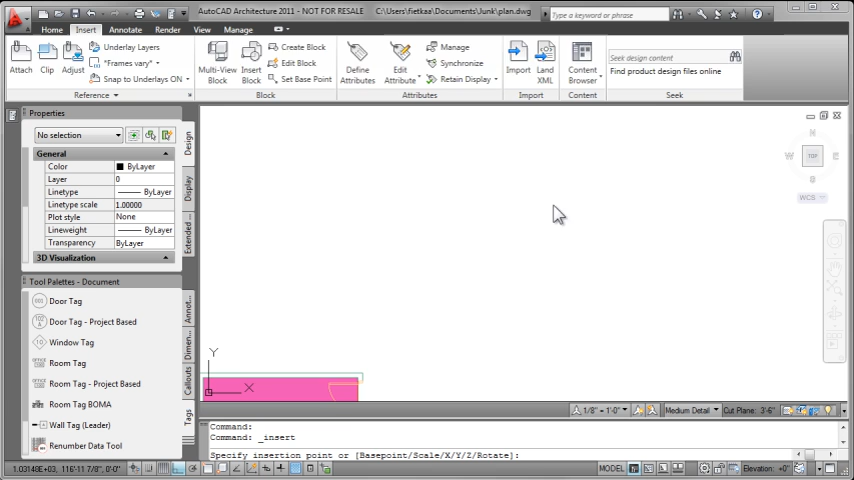 AutoCAD Architecture 2011 - NOT FOR RESALE C:\Users\fietkaa\Documents\Junk\plan.dwg
Type a keyword or phrase
Home Insert Annotate Render View Manage
Attach Clip Adjust
Underlay Layers
*Frames vary*
Snap to Underlays ON
Multi-View Block
Insert Block
Create Block
Edit Block
Set Base Point
Define Attributes
Edit Attributes
Manage
Synchronize
Retain Display
Import
Land XML
Content Browser
Seek design content
Find product design files online
Reference Block Attributes Import Content Seek
Properties
No selection
General
Color ByLayer
Layer 0
Linetype ByLayer
Linetype scale 1.00000
Plot style None
Lineweight ByLayer
Transparency ByLayer
3D Visualization
Design
Display
Extended ...
Tool Palettes - Document
Door Tag
Door Tag - Project Based
Window Tag
Room Tag
Room Tag - Project Based
Room Tag BOMA
Wall Tag (Leader)
Renumber Data Tool
Annot...
Dimen...
Callouts
Tags
N
W TOP E
WCS
Y
X
1/8" = 1'-0" Medium Detail Cut Plane: 3'-6"
Command:
Command: _insert
Specify insertion point or [Basepoint/Scale/X/Y/Z/Rotate]:
1.03148E+03, 116'-11 7/8", 0'-0" MODEL Elevation: +0"